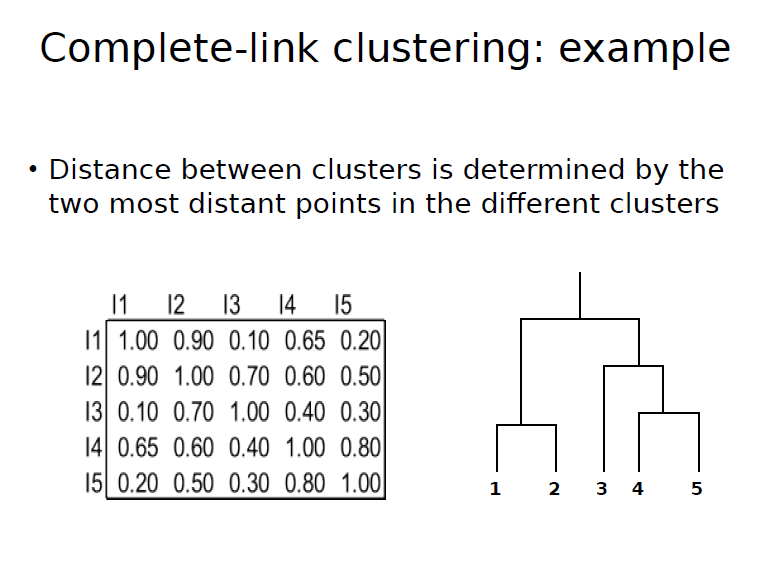 Complete-link clustering: example
• Distance between clusters is determined by the
two most distant points in the different clusters
I1 I2 I3 I4 I5
I1 1.00 0.90 0.10 0.65 0.20
I2 0.90 1.00 0.70 0.60 0.50
I3 0.10 0.70 1.00 0.40 0.30
I4 0.65 0.60 0.40 1.00 0.80
I5 0.20 0.50 0.30 0.80 1.00
1 2 3 4 5